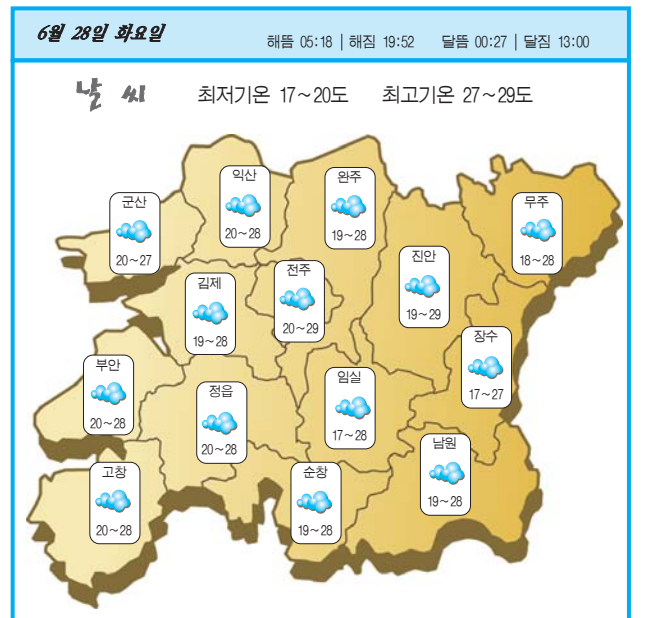 6월 28일 화요일
해뜸 05:18 | 해짐 19:52 달뜸 00:27 | 달짐 13:00
날 씨 최저기온 17~20도 최고기온 27~29도
익산
20~28
완주
19~28
군산
20~27
무주
18~28
진안
19~29
전주
20~29
김제
19~28
장수
17~27
부안
20~28
정읍
20~28
임실
17~28
남원
19~28
고창
20~28
순창
19~28